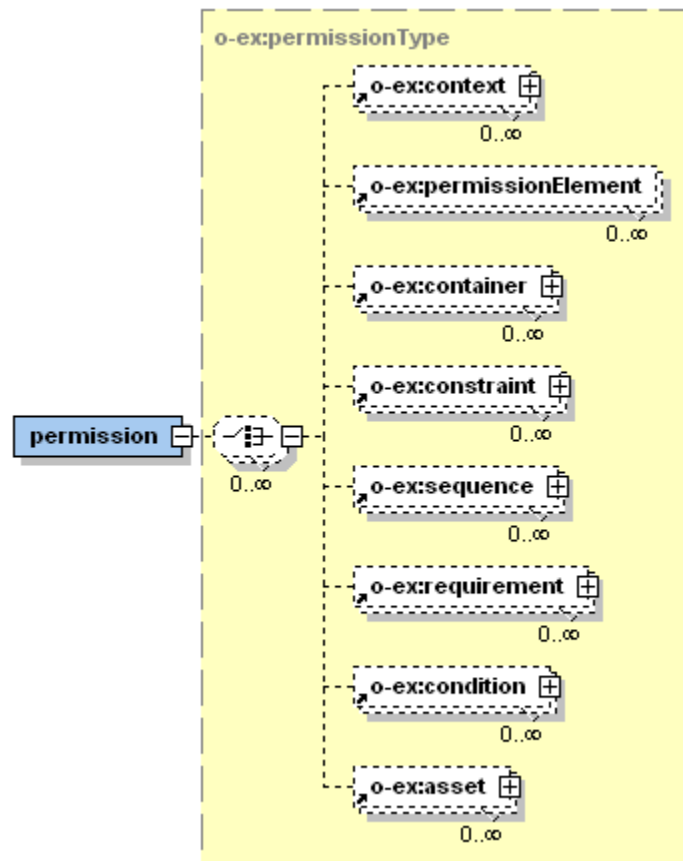 o-ex:permissionType
o-ex:context
0..∞
o-ex:permissionElement
0..∞
o-ex:container
0..∞
o-ex:constraint
0..∞
permission
0..∞
o-ex:sequence
0..∞
o-ex:requirement
0..∞
o-ex:condition
0..∞
o-ex:asset
0..∞